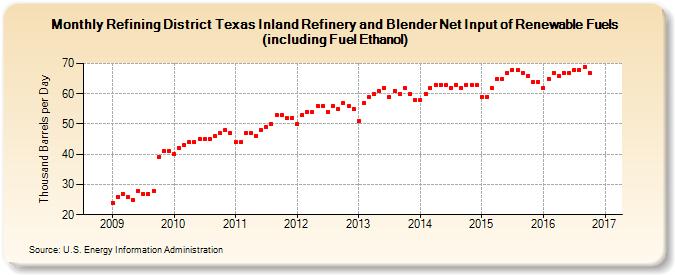 Monthly Refining District Texas Inland Refinery and Blender Net Input of Renewable Fuels
(including Fuel Ethanol)
Thousand Barrels per Day
70
60
50
40
30
20
2009 2010 2011 2012 2013 2014 2015 2016 2017
Source: U.S. Energy Information Administration